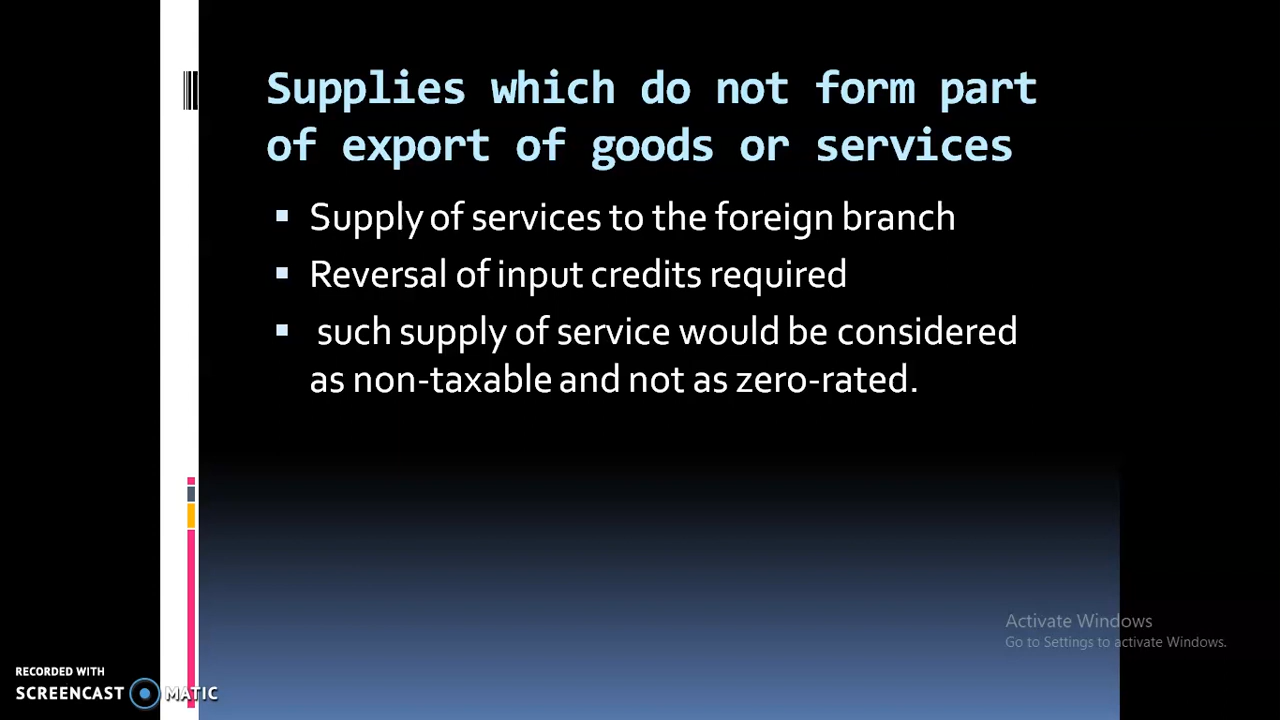 Supplies which do not form part
of export of goods or services
▪ Supply of services to the foreign branch
▪ Reversal of input credits required
▪ such supply of service would be considered
as non-taxable and not as zero-rated.
Activate Windows
Go to Settings to activate Windows.
RECORDED WITH
SCREENCAST MATIC